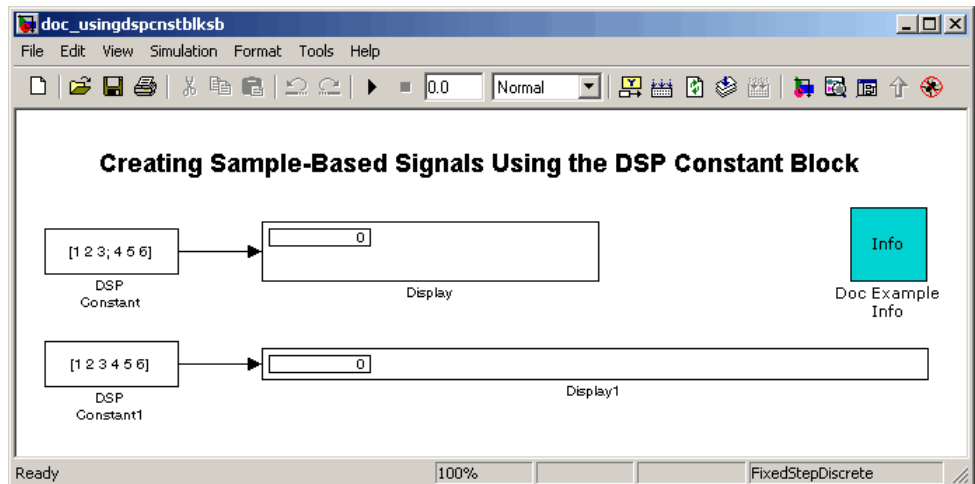 doc_usingdspcnstblksb
File Edit View Simulation Format Tools Help
0.0 Normal
Creating Sample-Based Signals Using the DSP Constant Block
[1 2 3; 4 5 6]
DSP
Constant
0
Display
Info
Doc Example
Info
[1 2 3 4 5 6]
DSP
Constant1
0
Display1
Ready 100% FixedStepDiscrete